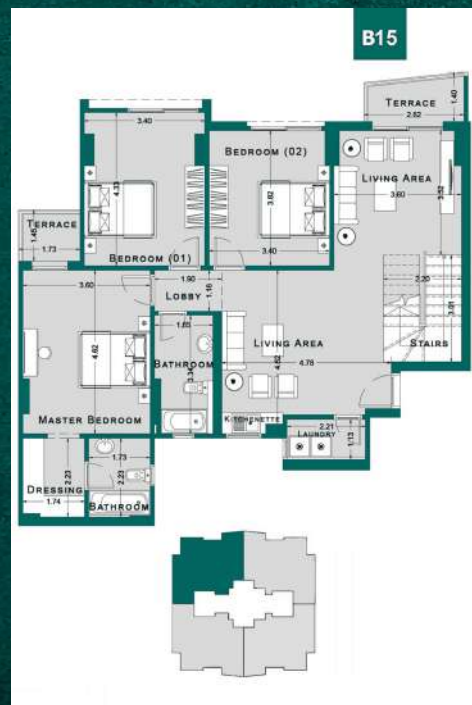 B15
TERRACE
2.82
1.40
3.40
BEDROOM (02)
LIVING AREA
3.60
4.33
3.82
3.52
TERRACE
1.45
1.73
BEDROOM (01)
3.40
2.20
3.60
1.90
LOBBY
1.16
3.01
4.62
1.65
BATHROOM
3.34
LIVING AREA
4.78
4.62
STAIRS
MASTER BEDROOM
KITCHENETTE
2.21
LAUNDRY
1.13
1.73
2.23
2.23
DRESSING
1.74
BATHROOM